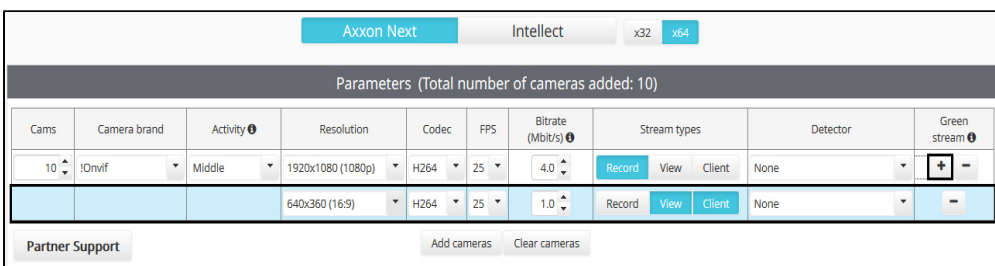 Axxon Next Intellect x32 x64
Parameters (Total number of cameras added: 10)
Cams Camera brand Activity Resolution Codec FPS Bitrate (Mbit/s) Stream types Detector Green stream
10 !Onvif Middle 1920x1080 (1080p) H264 25 4.0 Record View Client None + -
640x360 (16:9) H264 25 1.0 Record View Client None -
Partner Support Add cameras Clear cameras